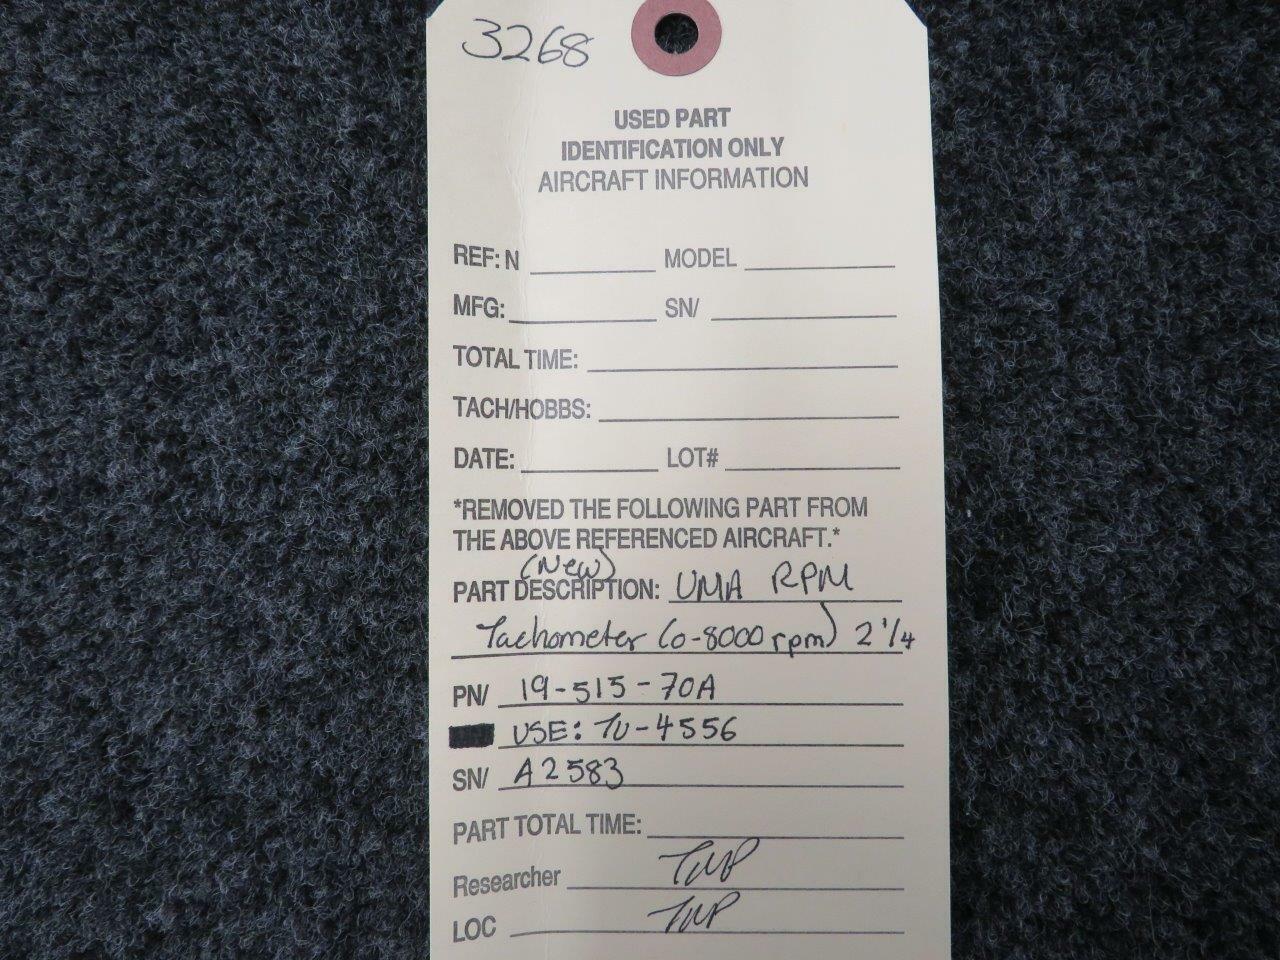 3268
USED PART
IDENTIFICATION ONLY
AIRCRAFT INFORMATION
REF: N MODEL
MFG: SN/
TOTAL TIME:
TACH/HOBBS:
DATE: LOT#
*REMOVED THE FOLLOWING PART FROM
THE ABOVE REFERENCED AIRCRAFT.*
(New)
PART DESCRIPTION: UMA RPM
Tachometer (0-8000 rpm) 2 1/4
PN/ 19-515-70A
USE: TU-4556
SN/ A2583
PART TOTAL TIME:
Researcher
LOC